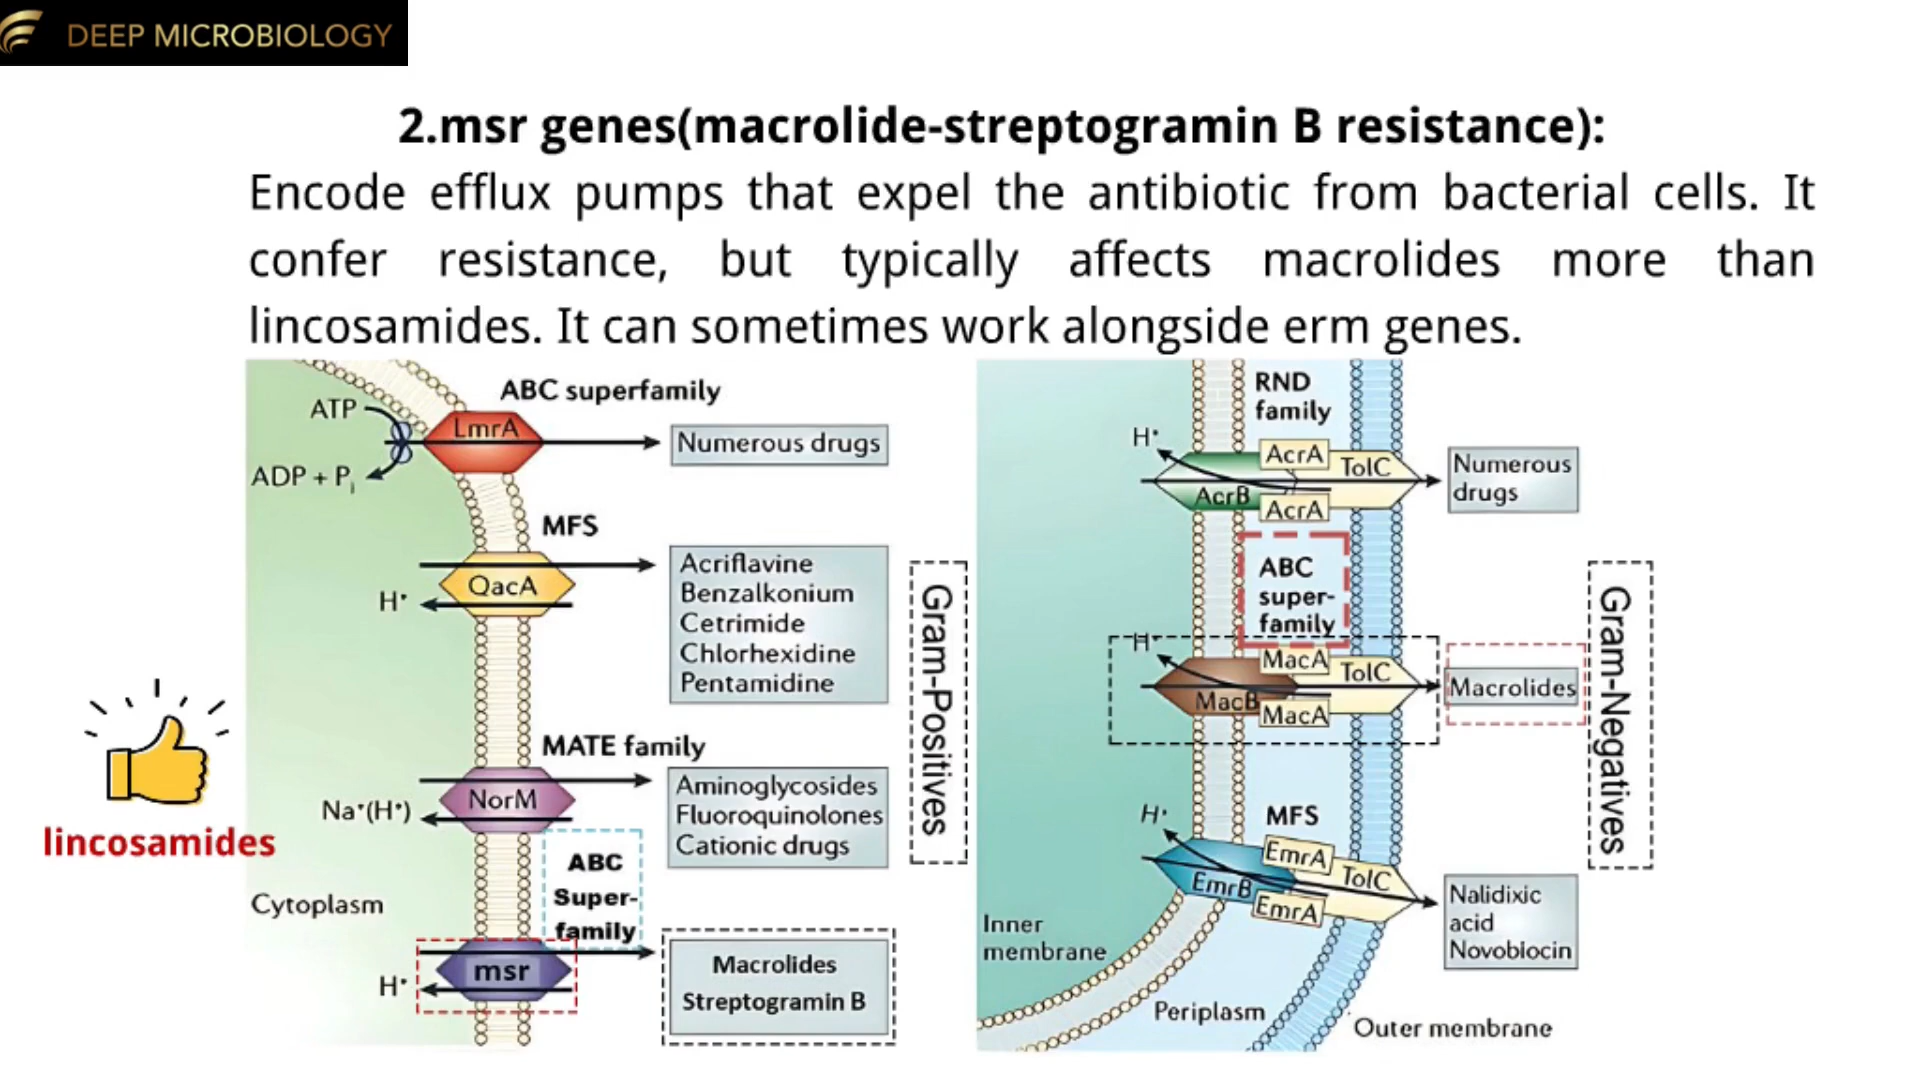 DEEP MICROBIOLOGY
2.msr genes(macrolide-streptogramin B resistance):
Encode efflux pumps that expel the antibiotic from bacterial cells. It
confer resistance, but typically affects macrolides more than
lincosamides. It can sometimes work alongside erm genes.
ABC superfamily
ATP
LmrA
Numerous drugs
ADP + Pi
MFS
QacA
H⁺
Acriflavine
Benzalkonium
Cetrimide
Chlorhexidine
Pentamidine
MATE family
NorM
Na⁺(H⁺)
Aminoglycosides
Fluoroquinolones
Cationic drugs
lincosamides
Cytoplasm
ABC
Super-
family
msr
H⁺
Macrolides
Streptogramin B
Gram-Positives
RND
family
H⁺
AcrA
TolC
AcrB
AcrA
Numerous
drugs
ABC
super-
family
H⁺
MacA
TolC
MacB
MacA
Macrolides
MFS
H⁺
EmrA
TolC
EmrB
EmrA
Nalidixic
acid
Novobiocin
Inner
membrane
Periplasm
Outer membrane
Gram-Negatives